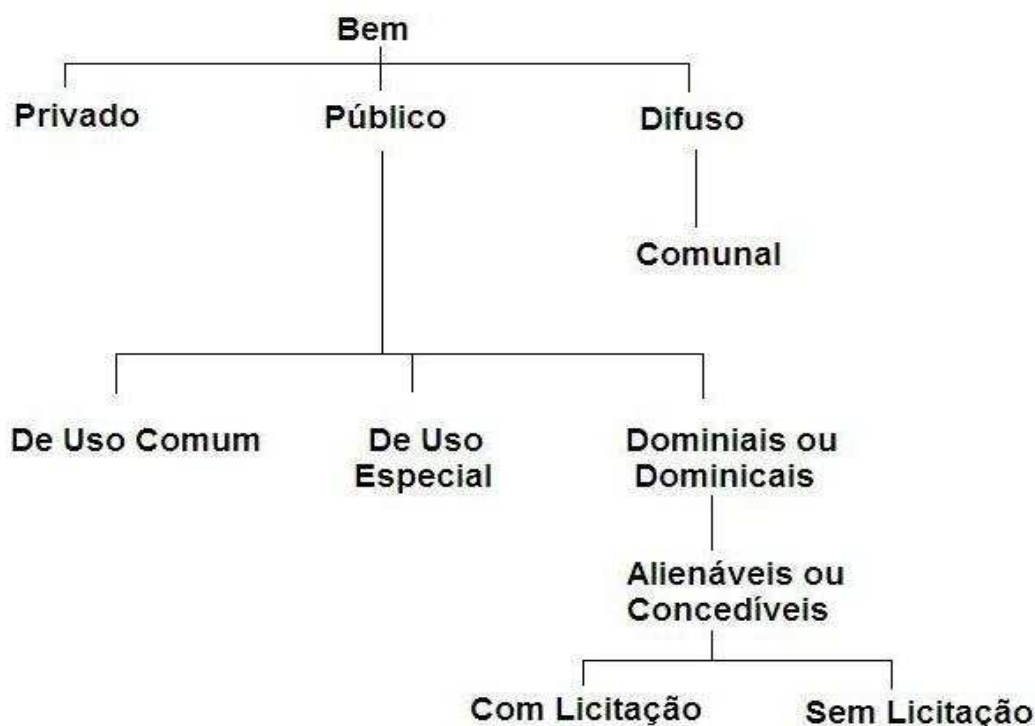 Bem
Privado
Público
Difuso
Comunal
De Uso Comum
De Uso
Especial
Dominiais ou
Dominicais
Alienáveis ou
Concedíveis
Com Licitação
Sem Licitação